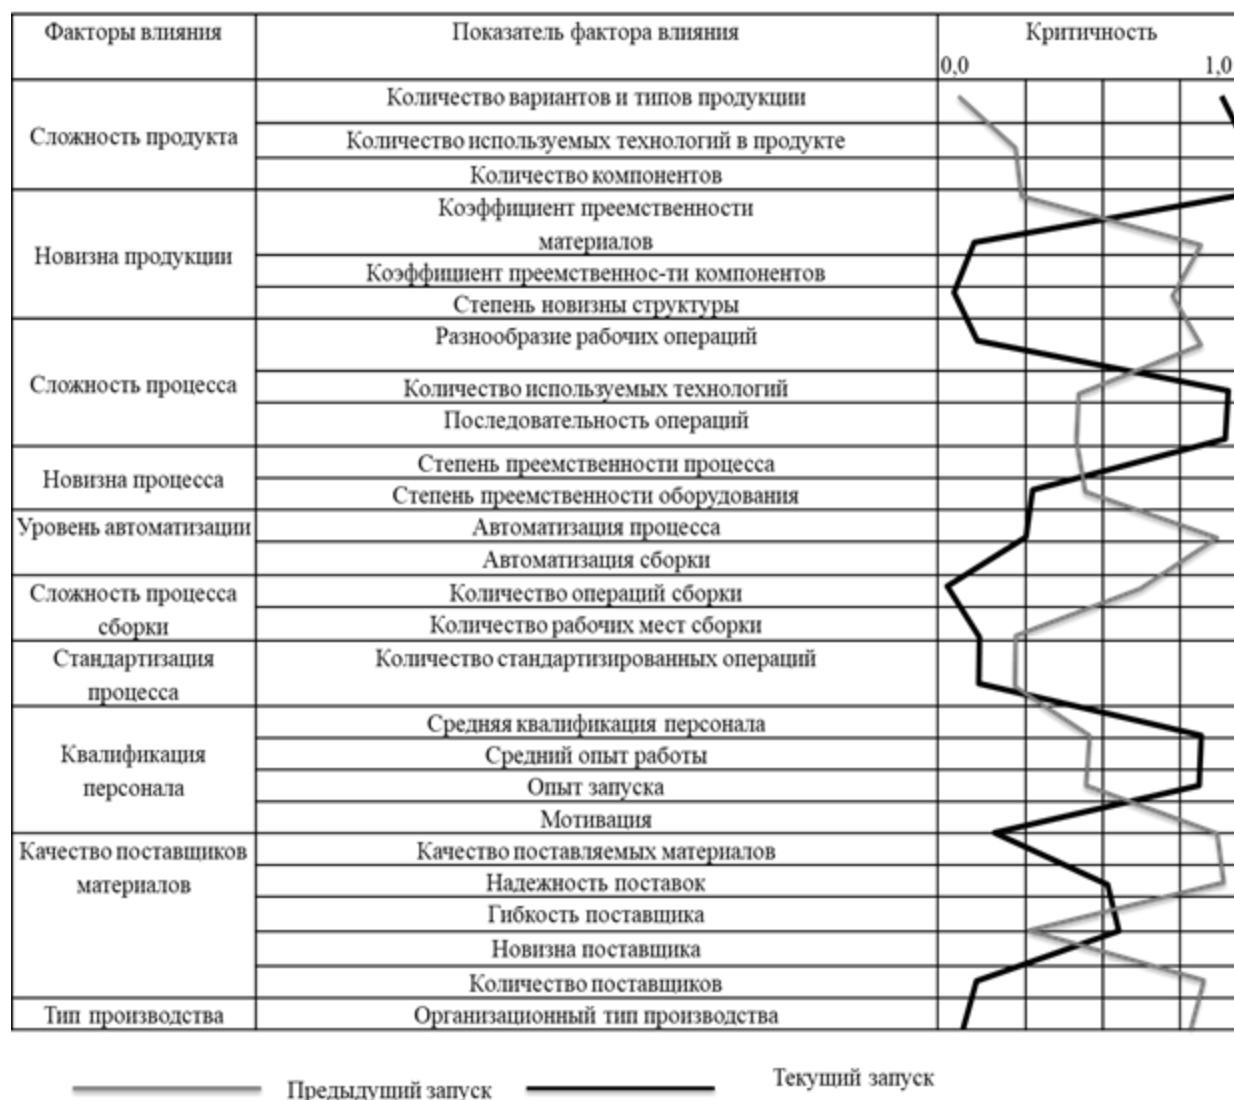 Факторы влияния
Показатель фактора влияния
Критичность
0,0
1,0
Сложность продукта
Количество вариантов и типов продукции
Количество используемых технологий в продукте
Количество компонентов
Новизна продукции
Коэффициент преемственности
материалов
Коэффициент преемственнос-ти компонентов
Степень новизны структуры
Сложность процесса
Разнообразие рабочих операций
Количество используемых технологий
Последовательность операций
Новизна процесса
Степень преемственности процесса
Степень преемственности оборудования
Уровень автоматизации
Автоматизация процесса
Автоматизация сборки
Сложность процесса
сборки
Количество операций сборки
Количество рабочих мест сборки
Стандартизация
процесса
Количество стандартизированных операций
Квалификация
персонала
Средняя квалификация персонала
Средний опыт работы
Опыт запуска
Мотивация
Качество поставщиков
материалов
Качество поставляемых материалов
Надежность поставок
Гибкость поставщика
Новизна поставщика
Количество поставщиков
Тип производства
Организационный тип производства
Предыдущий запуск
Текущий запуск